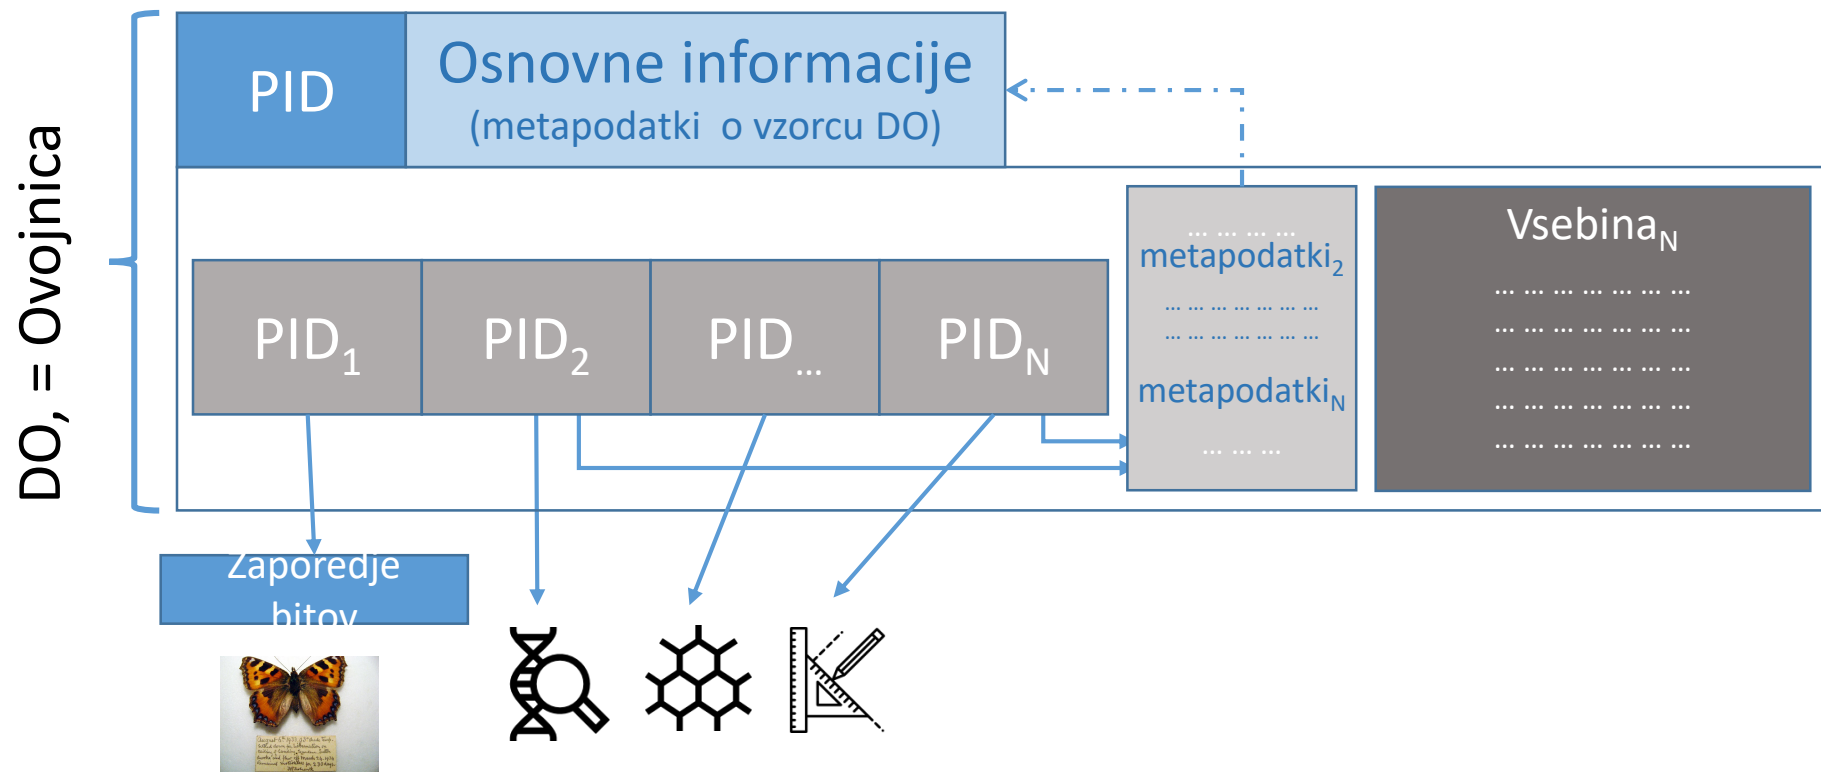 DO, = Ovojnica
PID
Osnovne informacije
(metapodatki o vzorcu DO)
PID1
PID2
PID...
PIDN
... ... ... ...
metapodatki2
... ... ... ... ... ...
... ... ... ... ... ...
metapodatkiN
... ... ...
VsebinaN
... ... ... ... ... ... ...
... ... ... ... ... ... ...
... ... ... ... ... ... ...
... ... ... ... ... ... ...
... ... ... ... ... ... ...
Zaporedje
bitov